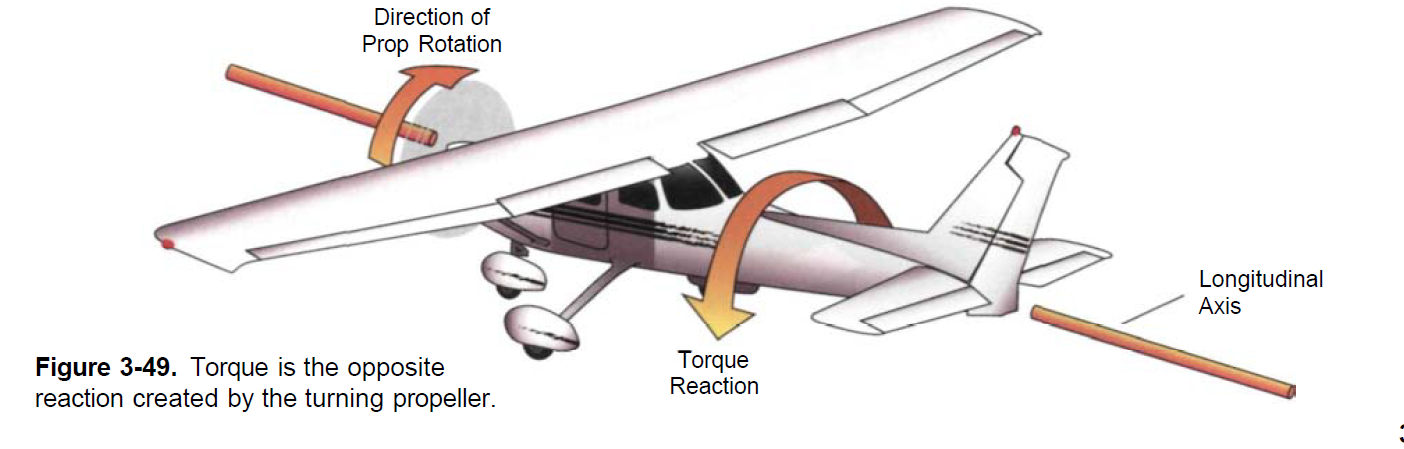 Direction of
Prop Rotation
Longitudinal
Axis
Torque
Reaction
Figure 3-49. Torque is the opposite
reaction created by the turning propeller.